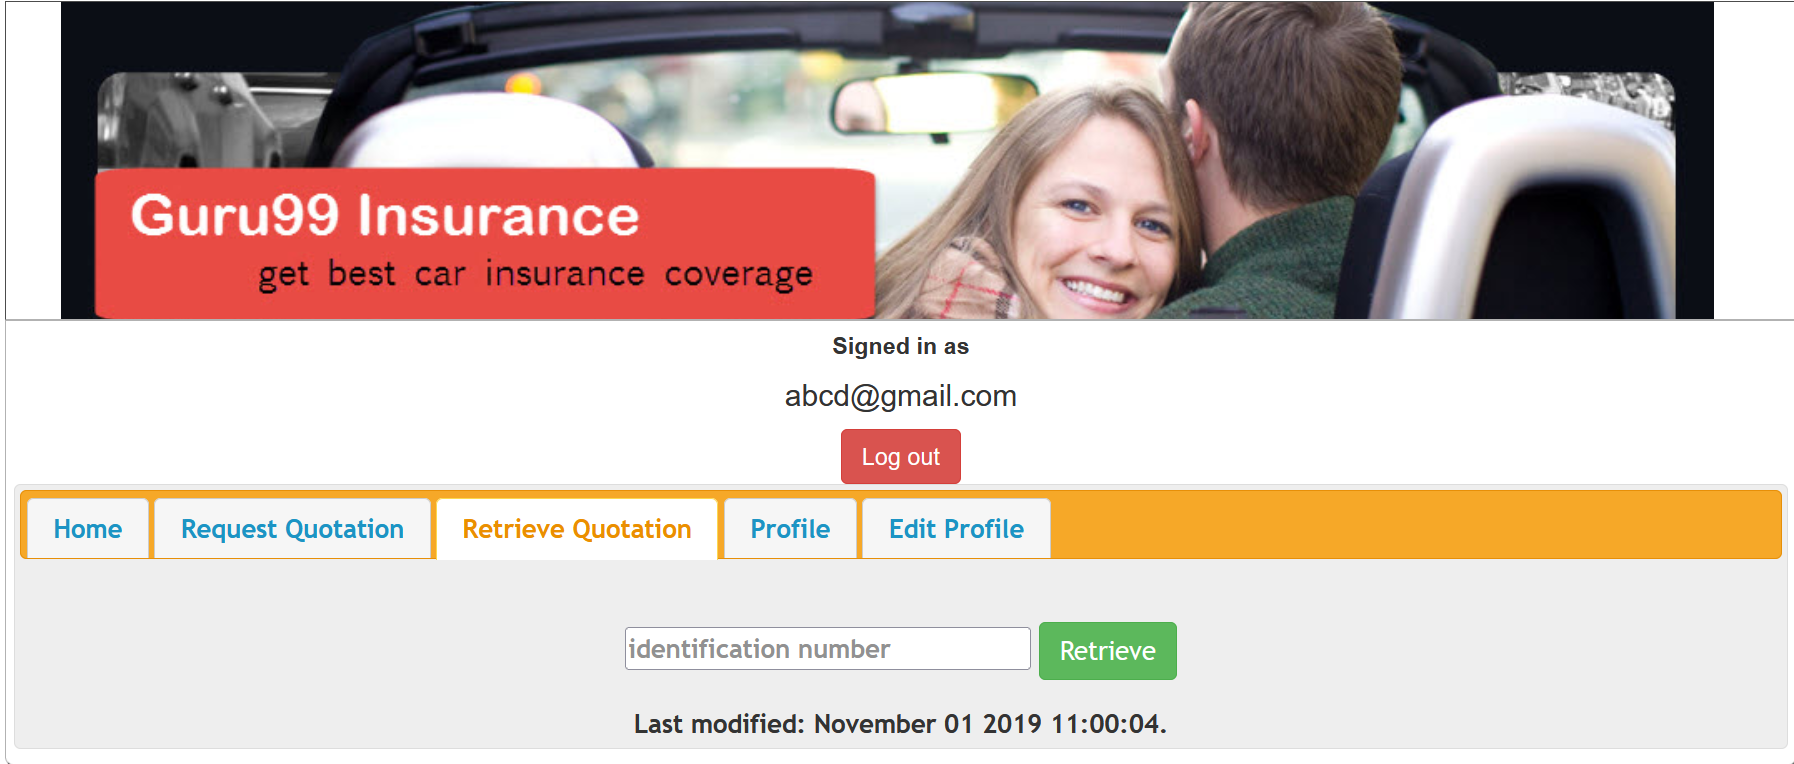 Guru99 Insurance
get best car insurance coverage
Signed in as
abcd@gmail.com
Log out
Home Request Quotation Retrieve Quotation Profile Edit Profile
identification number Retrieve
Last modified: November 01 2019 11:00:04.